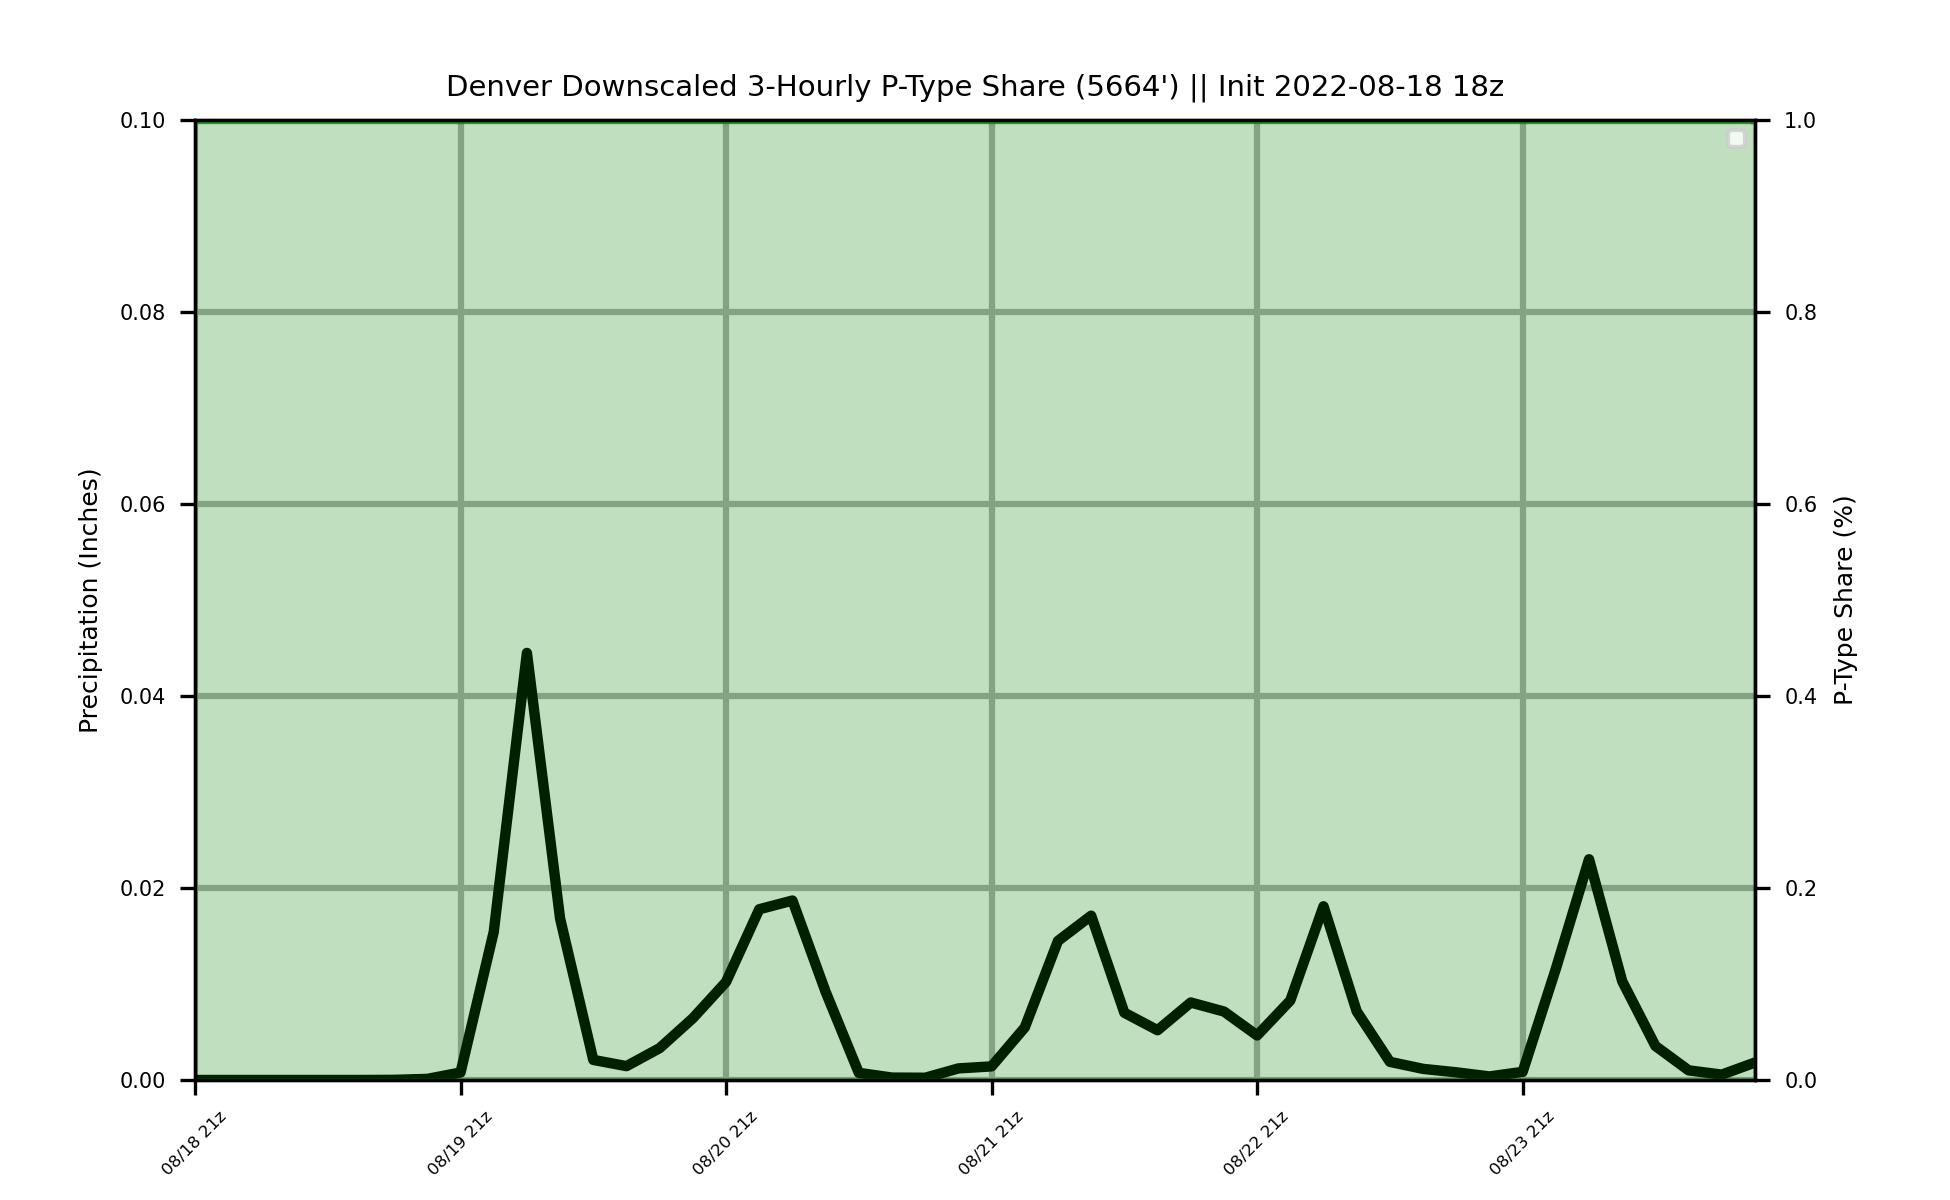 Denver Downscaled 3-Hourly P-Type Share (5664') || Init 2022-08-18 18z
Precipitation (Inches)
0.10
0.08
0.06
0.04
0.02
0.00
1.0
0.8
0.6
0.4
0.2
0.0
P-Type Share (%)
08/18 21z
08/19 21z
08/20 21z
08/21 21z
08/22 21z
08/23 21z